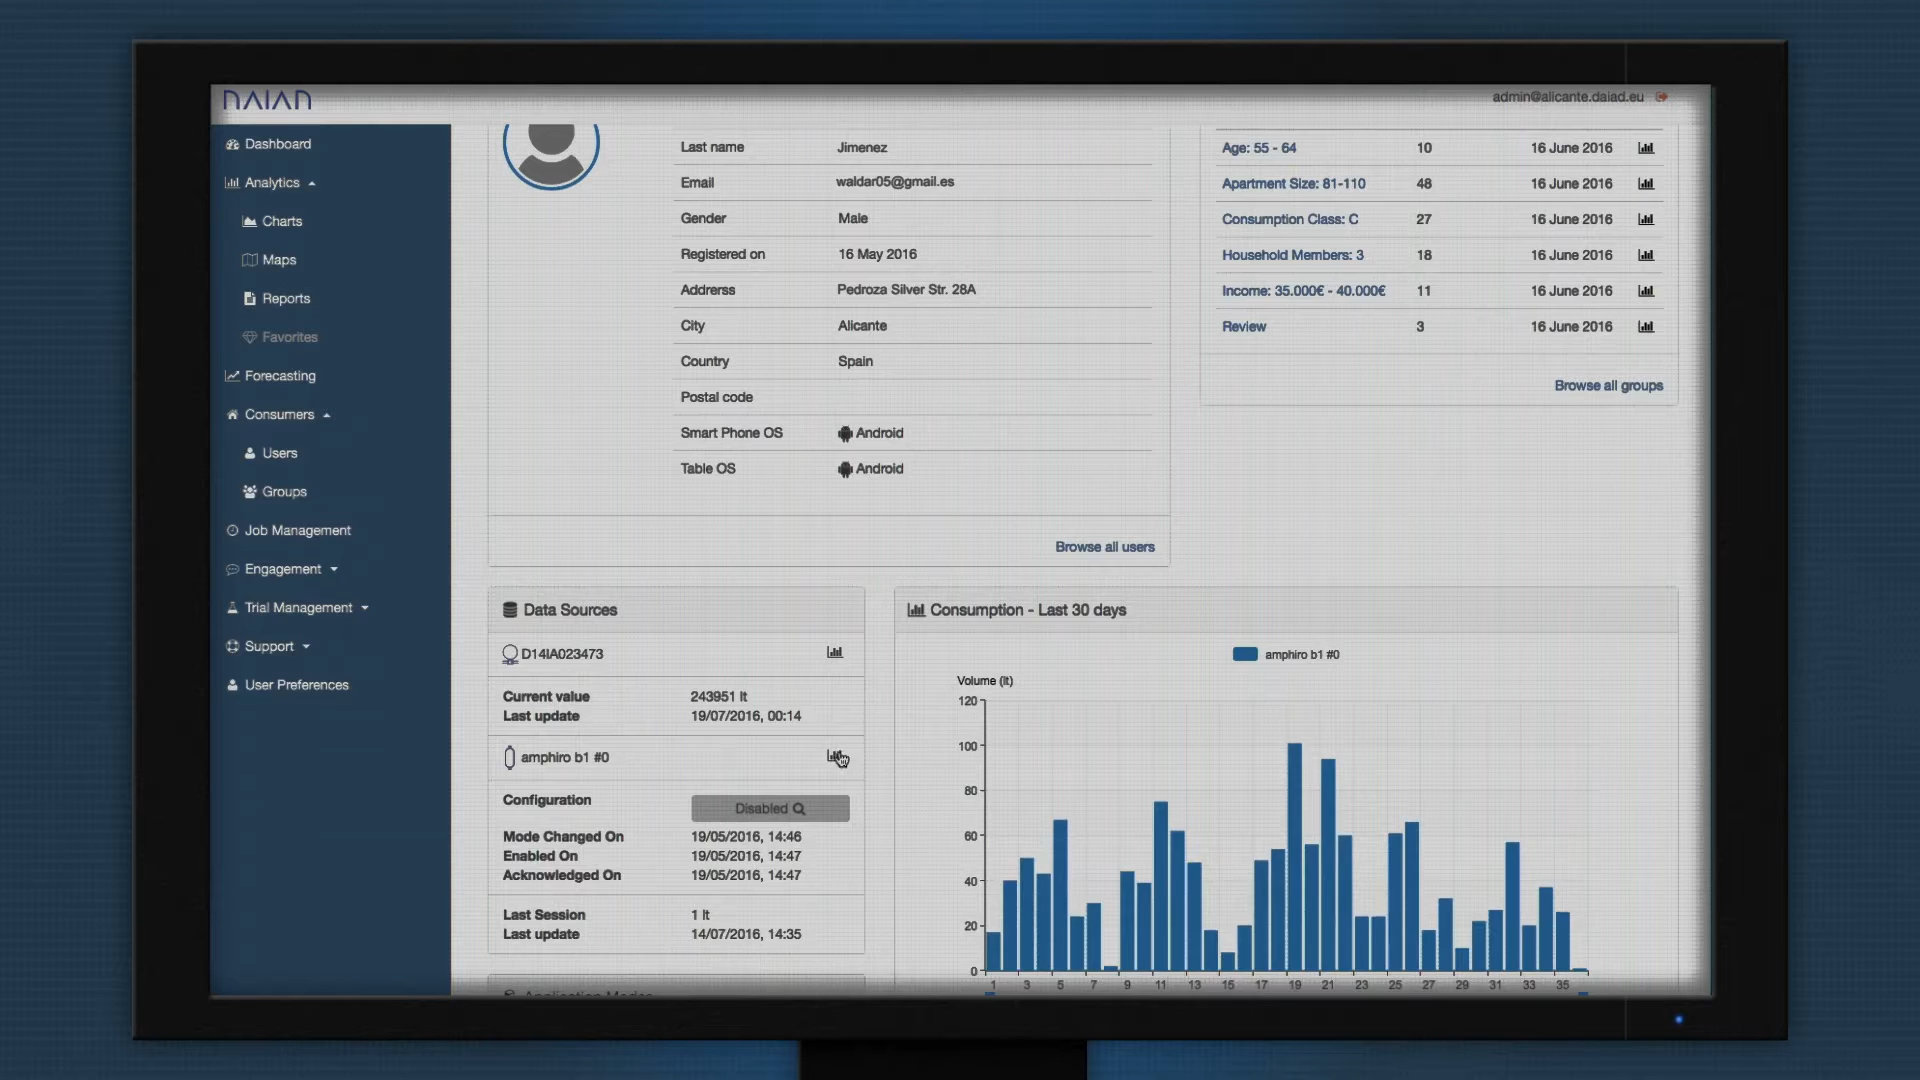 admin@alicante.daiad.eu
Dashboard
Analytics
Charts
Maps
Reports
Favorites
Forecasting
Consumers
Users
Groups
Job Management
Engagement
Trial Management
Support
User Preferences
Last name Jimenez
Email waldar05@gmail.es
Gender Male
Registered on 16 May 2016
Addrerss Pedroza Silver Str. 28A
City Alicante
Country Spain
Postal code
Smart Phone OS Android
Table OS Android
Browse all users
Age: 55 - 64 10 16 June 2016
Apartment Size: 81-110 48 16 June 2016
Consumption Class: C 27 16 June 2016
Household Members: 3 18 16 June 2016
Income: 35.000€ - 40.000€ 11 16 June 2016
Review 3 16 June 2016
Browse all groups
Data Sources
D14IA023473
Current value 243951 lt
Last update 19/07/2016, 00:14
amphiro b1 #0
Configuration Disabled
Mode Changed On 19/05/2016, 14:46
Enabled On 19/05/2016, 14:47
Acknowledged On 19/05/2016, 14:47
Last Session 1 lt
Last update 14/07/2016, 14:35
Consumption - Last 30 days
amphiro b1 #0
Volume (lt)
120
100
80
60
40
20
0
1 3 5 7 9 11 13 15 17 19 21 23 25 27 29 31 33 35